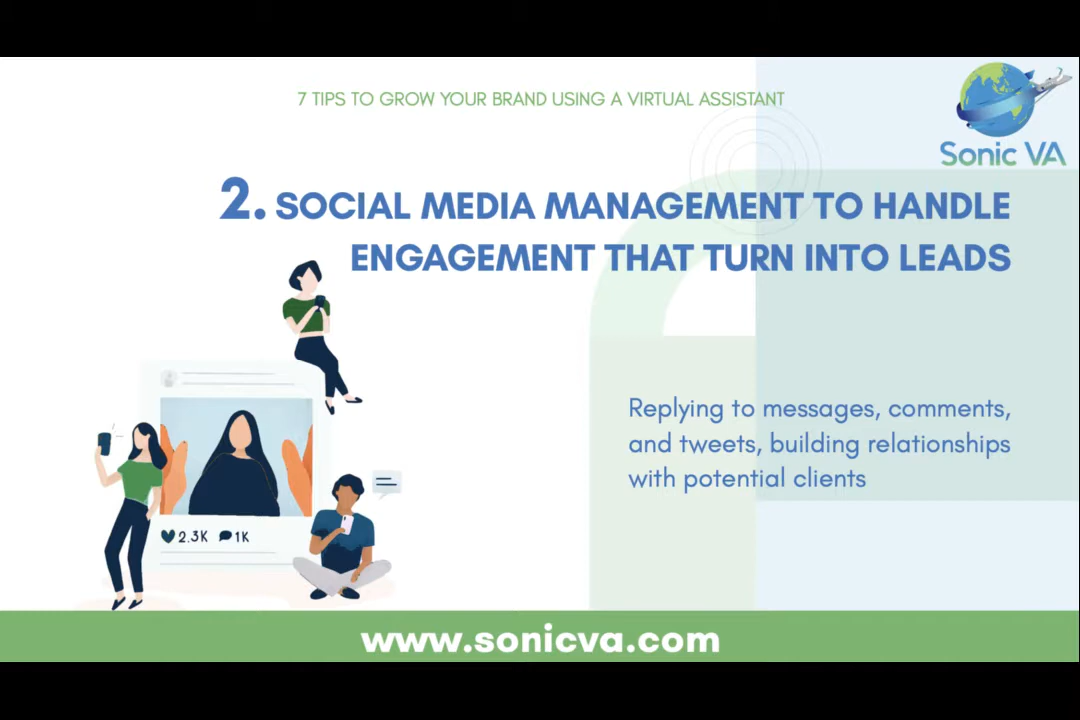 7 TIPS TO GROW YOUR BRAND USING A VIRTUAL ASSISTANT
Sonic VA
2. SOCIAL MEDIA MANAGEMENT TO HANDLE
ENGAGEMENT THAT TURN INTO LEADS
Replying to messages, comments,
and tweets, building relationships
with potential clients
2.3K 1K
www.sonicva.com